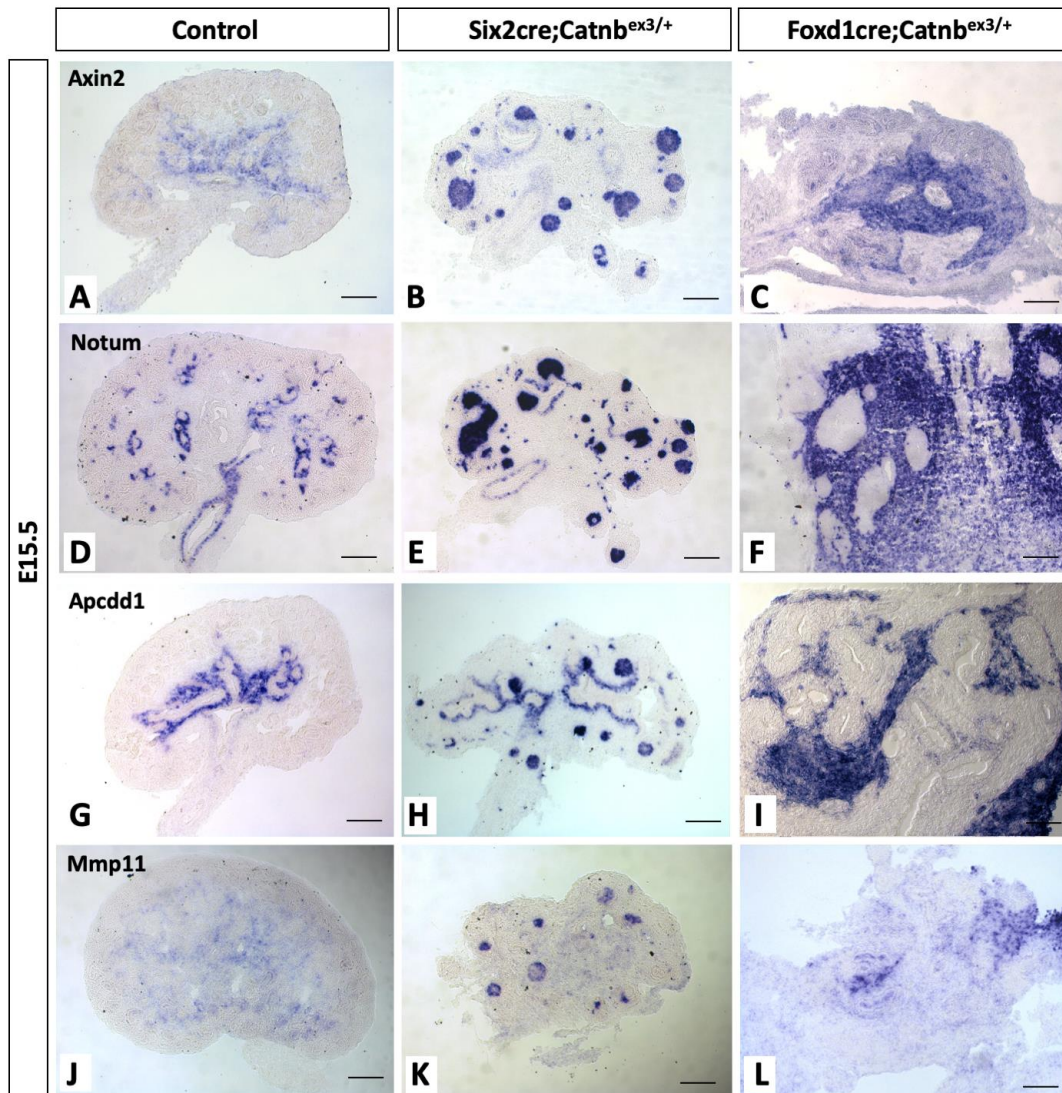 Control
Six2cre;Catnb^ex3/+
Foxd1cre;Catnb^ex3/+
E15.5
Axin2
A
B
C
Notum
D
E
F
Apcdd1
G
H
I
Mmp11
J
K
L